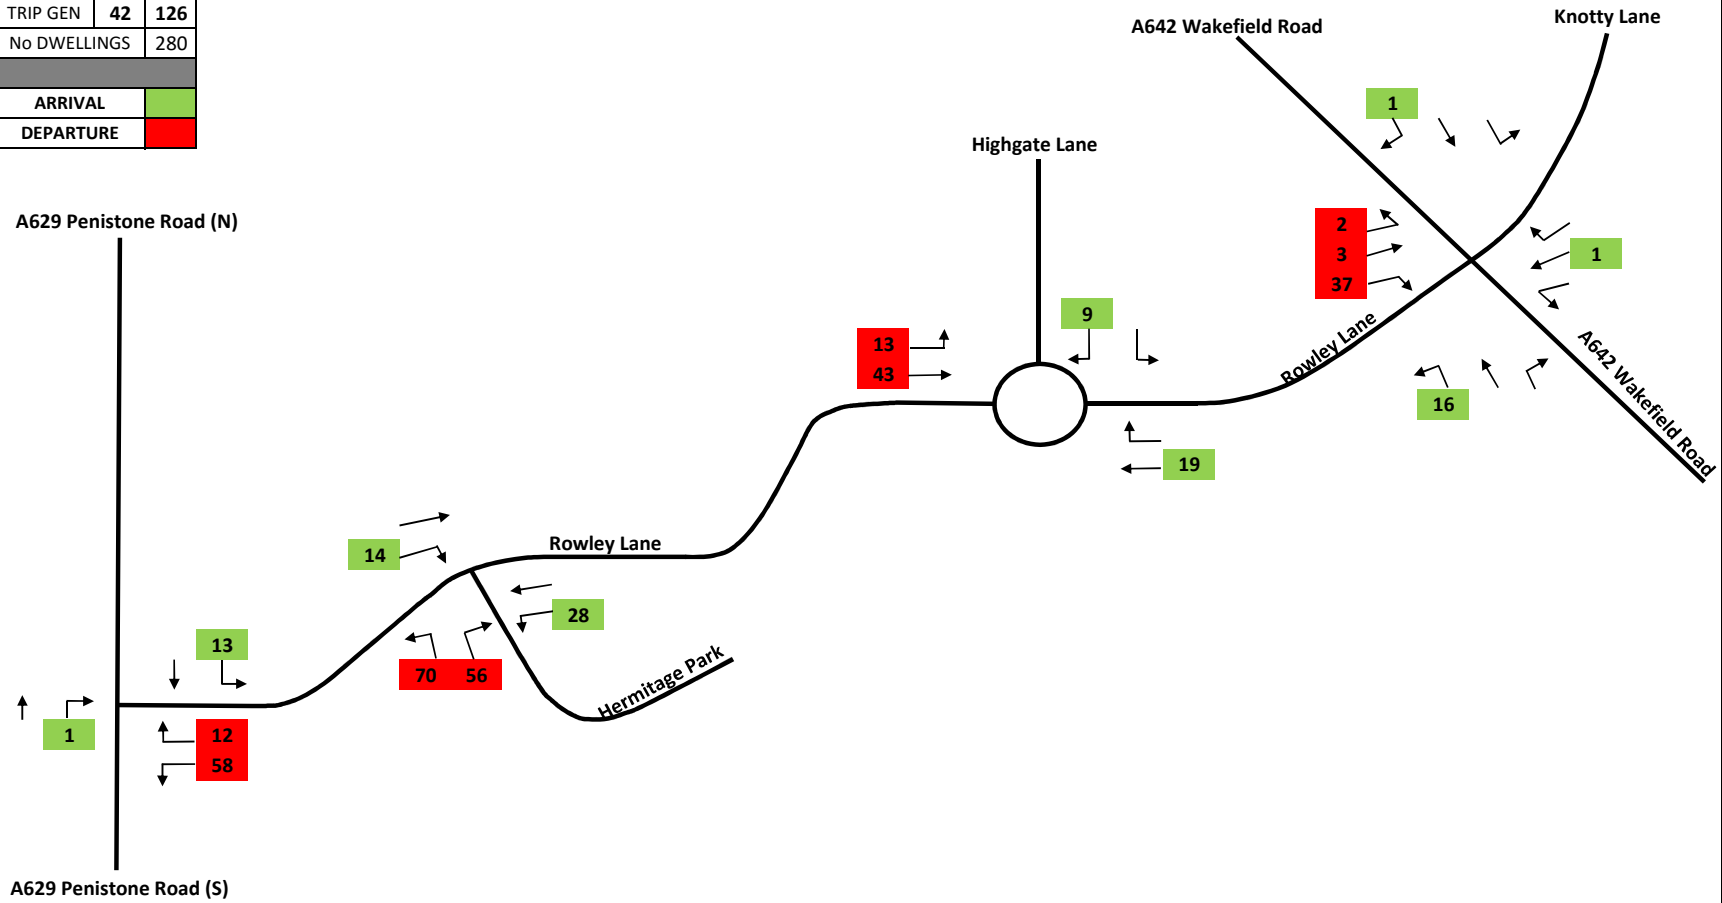 TRIP GEN 42 126
No DWELLINGS 280
ARRIVAL
DEPARTURE
A642 Wakefield Road
Knotty Lane
1
Highgate Lane
A629 Penistone Road (N)
2
3
37
1
9
13
43
Rowley Lane
A642 Wakefield Road
16
19
Rowley Lane
14
28
13
70 56
Hermitage Park
1
12
58
A629 Penistone Road (S)